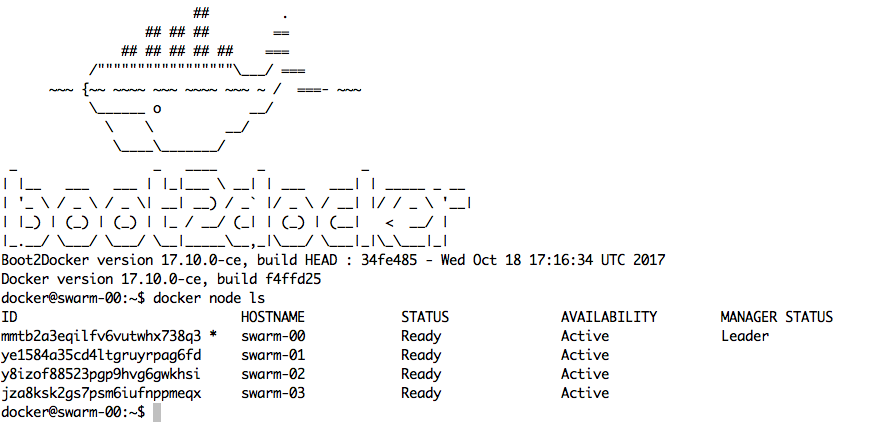 ##         .
                  ## ## ##        ==
               ## ## ## ## ##    ===
           /"""""""""""""""""\___/ ===
      ~~~ {~~ ~~~~ ~~~ ~~~~ ~~~ ~ /  ===- ~~~
           \______ o           __/
             \    \         __/
              \____\_______/
 _                 _   ____     _            _
| |__   ___   ___ | |_|___ \ __| | ___   ___| | _____ _ __
| '_ \ / _ \ / _ \| __| __) / _` |/ _ \ / __| |/ / _ \ '__|
| |_) | (_) | (_) | |_ / __/ (_| | (_) | (__|   <  __/ |
|_.__/ \___/ \___/ \__|_____\__,_|\___/ \___|_|\_\___|_|
Boot2Docker version 17.10.0-ce, build HEAD : 34fe485 - Wed Oct 18 17:16:34 UTC 2017
Docker version 17.10.0-ce, build f4ffd25
docker@swarm-00:~$ docker node ls
ID                            HOSTNAME            STATUS              AVAILABILITY        MANAGER STATUS
mmtb2a3eqilfv6vutwhx738q3 *   swarm-00            Ready               Active              Leader
ye1584a35cd4ltgruyrpag6fd     swarm-01            Ready               Active
y8izof88523pgp9hvg6gwkhsi     swarm-02            Ready               Active
jza8ksk2gs7psm6iufnppmeqx     swarm-03            Ready               Active
docker@swarm-00:~$